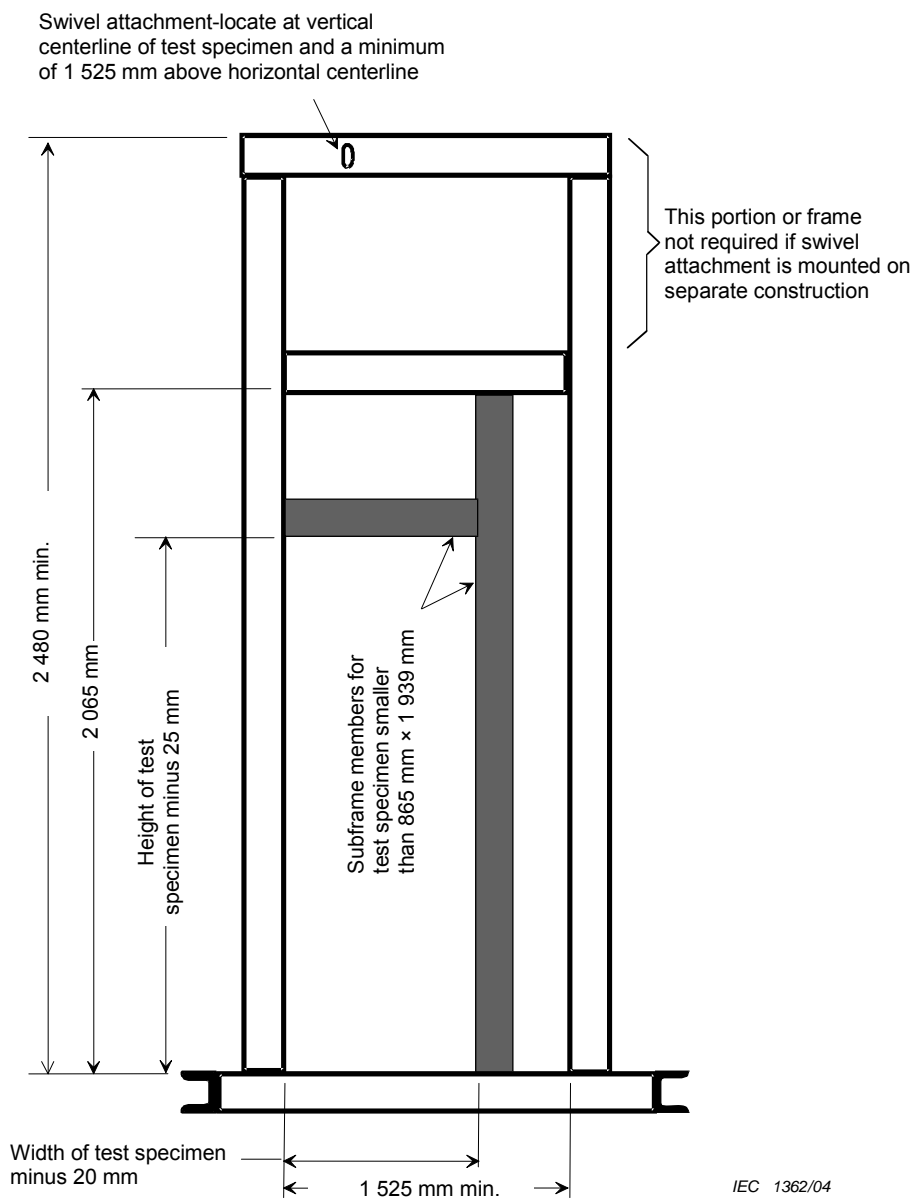 Swivel attachment-locate at vertical
centerline of test specimen and a minimum
of 1 525 mm above horizontal centerline
This portion or frame
not required if swivel
attachment is mounted on
separate construction
2 480 mm min.
2 065 mm
Height of test
specimen minus 25 mm
Subframe members for
test specimen smaller
than 865 mm × 1 939 mm
Width of test specimen
minus 20 mm
1 525 mm min.
IEC 1362/04